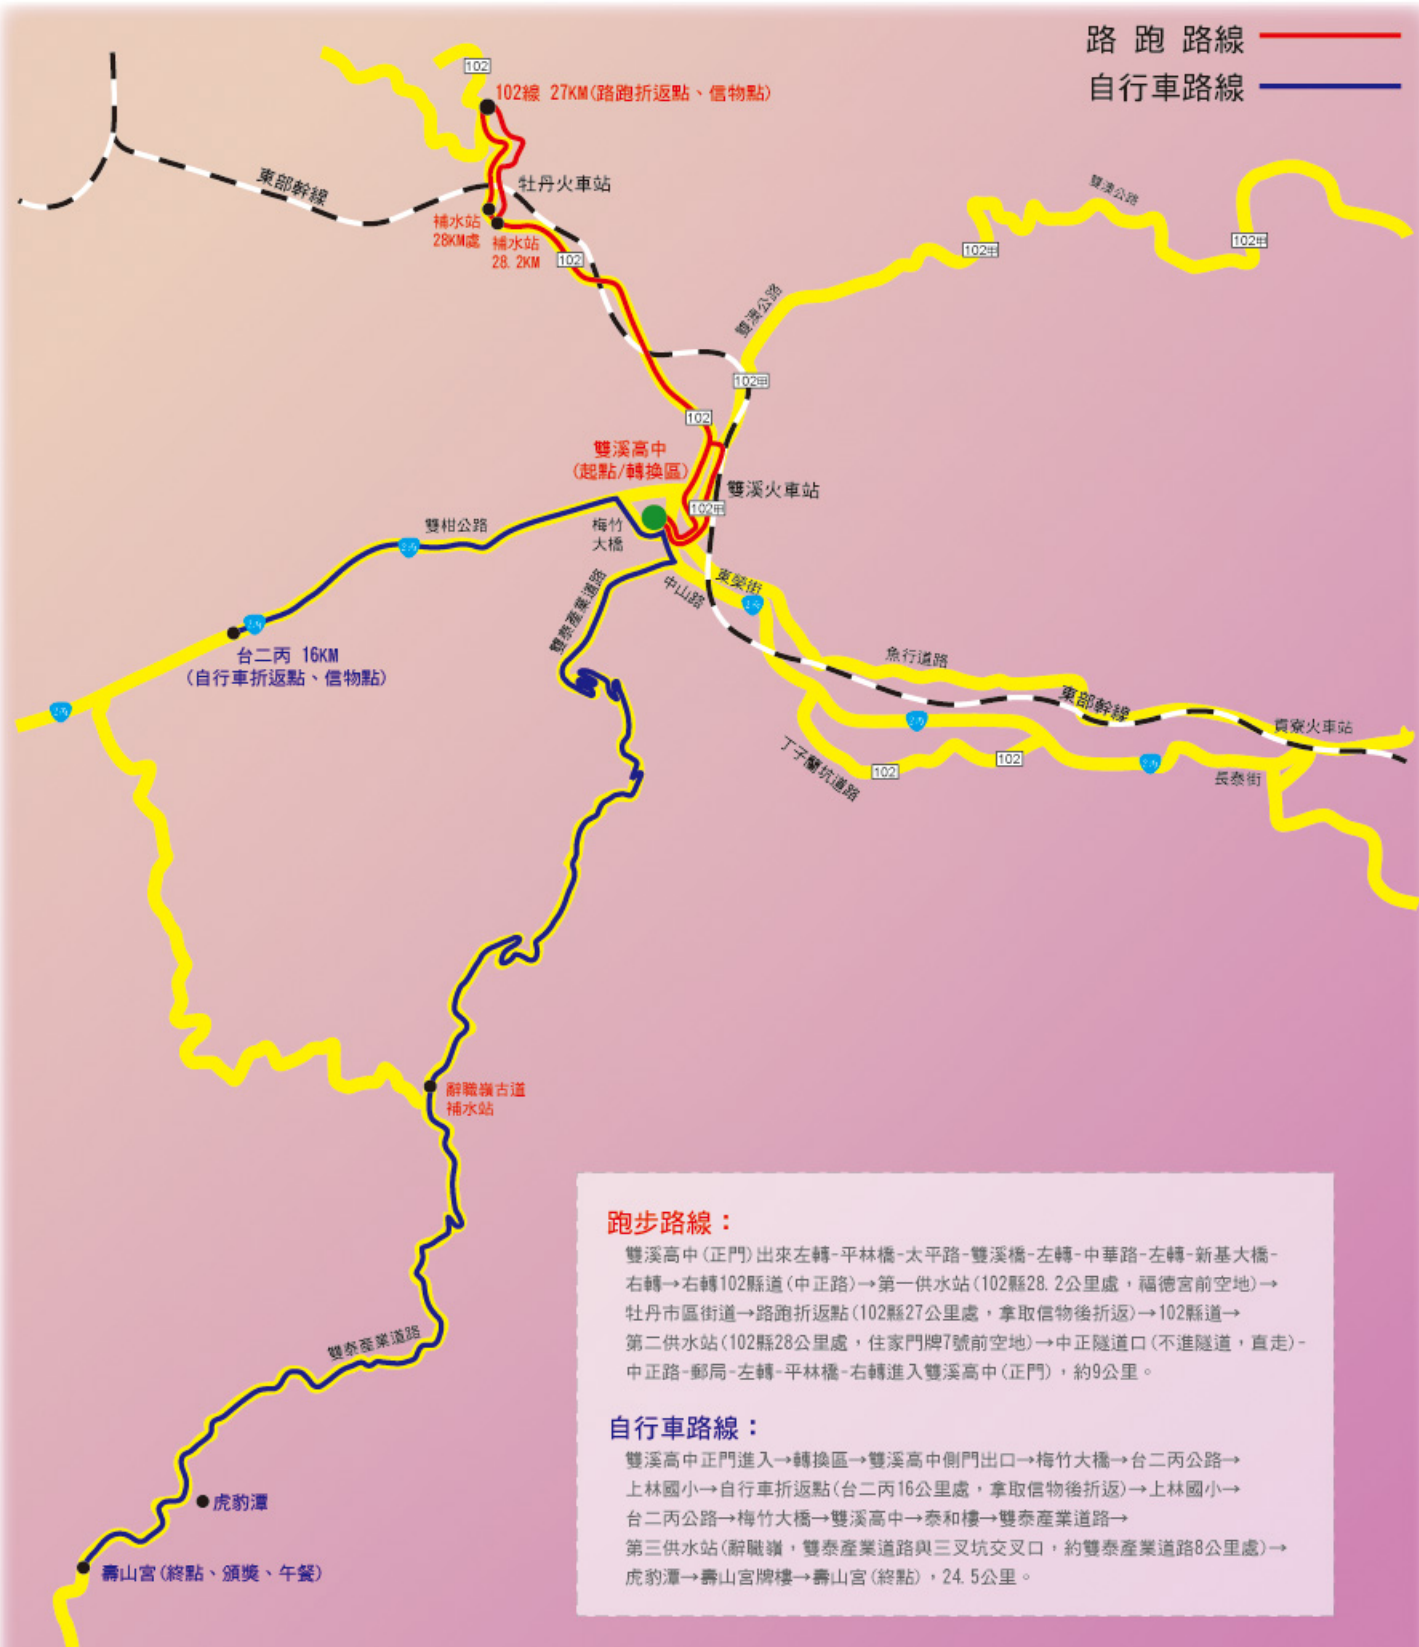 路 跑 路線
自行車路線
102
102線 27KM(路跑折返點、信物點)
東部幹線
牡丹火車站
補水站
28KM處
補水站
28.2KM
102
雙澳公路
102甲
102甲
雙澳公路
102甲
102
雙溪高中
(起點/轉換區)
雙溪火車站
102甲
雙柑公路
梅竹
大橋
2丙
雙泰產業道路
中山路
東榮街
2丙
2丙
台二丙 16KM
(自行車折返點、信物點)
2丙
魚行道路
東部幹線
2丙
貢寮火車站
丁子蘭坑道路
102
102
2丙
長泰街
辭職嶺古道
補水站
雙泰產業道路
虎豹潭
壽山宮(終點、頒獎、午餐)
跑步路線：
雙溪高中(正門)出來左轉-平林橋-太平路-雙溪橋-左轉-中華路-左轉-新基大橋-
右轉→右轉102縣道(中正路)→第一供水站(102縣28.2公里處，福德宮前空地)→
牡丹市區街道→路跑折返點(102縣27公里處，拿取信物後折返)→102縣道→
第二供水站(102縣28公里處，住家門牌7號前空地)→中正隧道口(不進隧道，直走)-
中正路-郵局-左轉-平林橋-右轉進入雙溪高中(正門)，約9公里。
自行車路線：
雙溪高中正門進入→轉換區→雙溪高中側門出口→梅竹大橋→台二丙公路→
上林國小→自行車折返點(台二丙16公里處，拿取信物後折返)→上林國小→
台二丙公路→梅竹大橋→雙溪高中→泰和樓→雙泰產業道路→
第三供水站(辭職嶺，雙泰產業道路與三叉坑交叉口，約雙泰產業道路8公里處)→
虎豹潭→壽山宮牌樓→壽山宮(終點)，24.5公里。